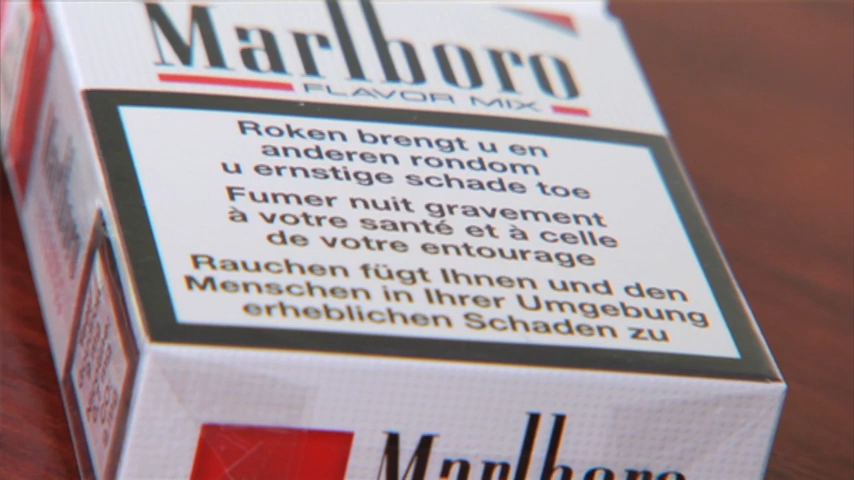 Marlboro
FLAVOR MIX
Roken brengt u en
anderen rondom
u ernstige schade toe
Fumer nuit gravement
à votre santé et à celle
de votre entourage
Rauchen fügt Ihnen und den
Menschen in Ihrer Umgebung
erheblichen Schaden zu
Marlboro